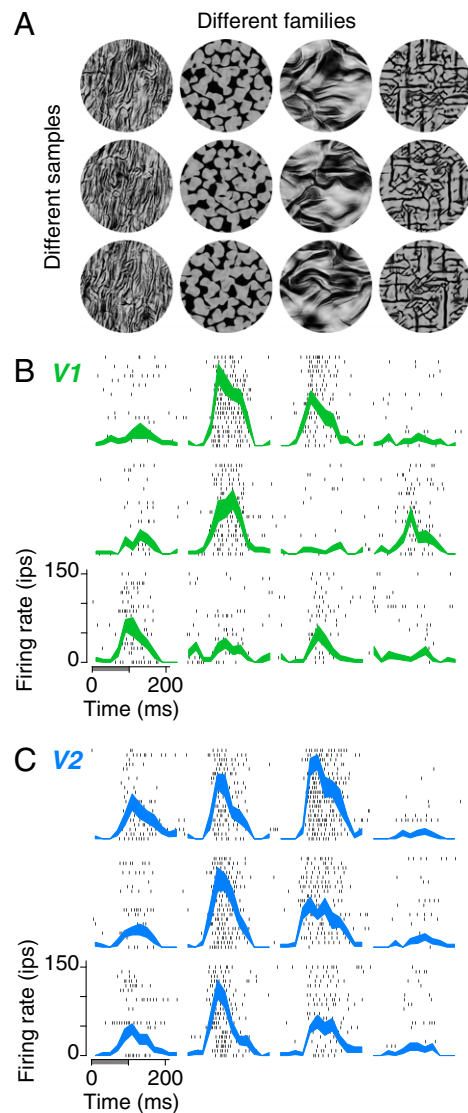 A
Different families
Different samples
B V1
150
0
Firing rate (ips)
0 200
Time (ms)
C V2
150
0
Firing rate (ips)
0 200
Time (ms)